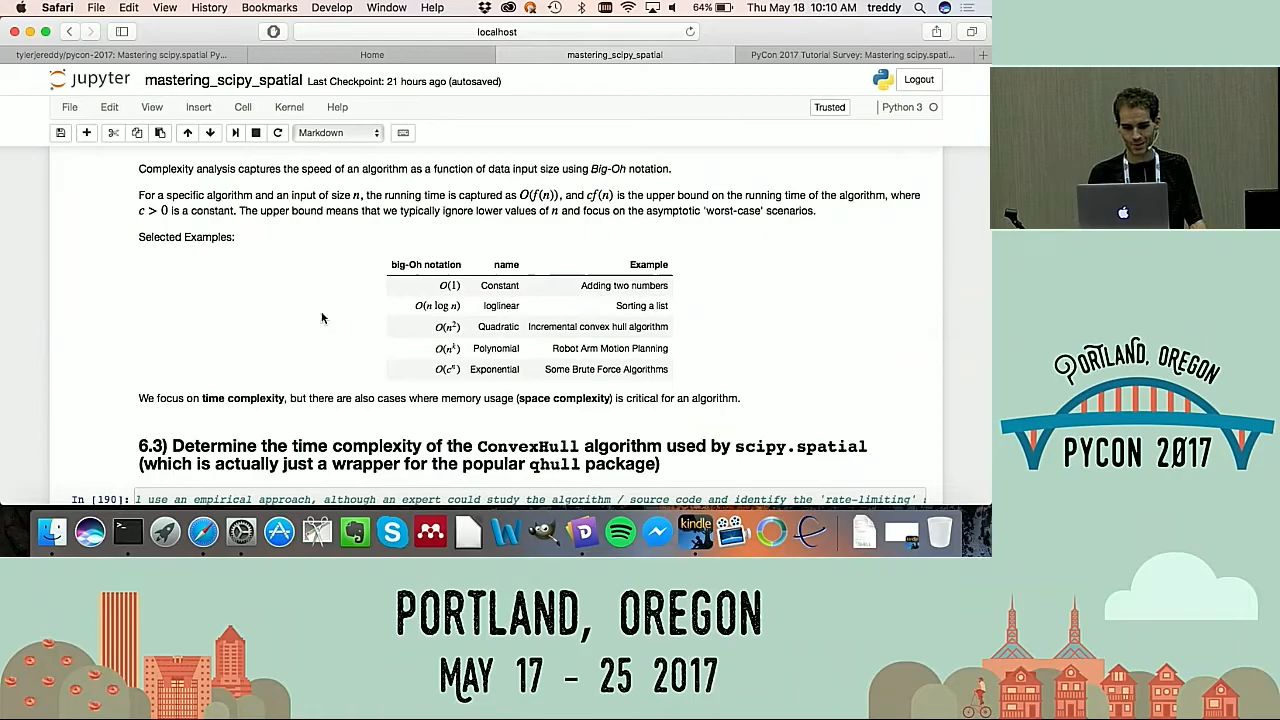 Safari File Edit View History Bookmarks Develop Window Help 64% Thu May 18 10:10 AM treddy
localhost
tylerjereddy/pycon-2017: Mastering scipy.spatial Py... Home mastering_scipy_spatial PyCon 2017 Tutorial Survey: Mastering scipy.spati...
jupyter mastering_scipy_spatial Last Checkpoint: 21 hours ago (autosaved) Logout
File Edit View Insert Cell Kernel Help Trusted Python 3
Markdown
Complexity analysis captures the speed of an algorithm as a function of data input size using Big-Oh notation.
For a specific algorithm and an input of size n, the running time is captured as O(f(n)), and cf(n) is the upper bound on the running time of the algorithm, where
c > 0 is a constant. The upper bound means that we typically ignore lower values of n and focus on the asymptotic 'worst-case' scenarios.
Selected Examples:
big-Oh notation name Example
O(1) Constant Adding two numbers
O(n log n) loglinear Sorting a list
O(n²) Quadratic Incremental convex hull algorithm
O(nᵏ) Polynomial Robot Arm Motion Planning
O(cⁿ) Exponential Some Brute Force Algorithms
We focus on time complexity, but there are also cases where memory usage (space complexity) is critical for an algorithm.
6.3) Determine the time complexity of the ConvexHull algorithm used by scipy.spatial
(which is actually just a wrapper for the popular qhull package)
In [190]: l use an empirical approach, although an expert could study the algorithm / source code and identify the 'rate-limiting'
kindle
PORTLAND, OREGON
PYCON 2017
PORTLAND, OREGON
MAY 17 - 25 2017